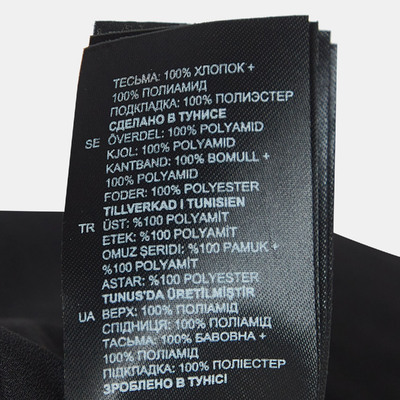 ТЕСЬМА: 100% ХЛОПОК +
100% ПОЛИАМИД
ПОДКЛАДКА: 100% ПОЛИЭСТЕР
СДЕЛАНО В ТУНИСЕ
SE ÖVERDEL: 100% POLYAMID
KJOL: 100% POLYAMID
KANTBAND: 100% BOMULL +
100% POLYAMID
FODER: 100% POLYESTER
TILLVERKAD I TUNISIEN
TR ÜST: %100 POLYAMİT
ETEK: %100 POLYAMİT
OMUZ ŞERIDI: %100 PAMUK +
%100 POLYAMİT
ASTAR: %100 POLYESTER
TUNUS'DA ÜRETİLMİŞTİR
UA ВЕРХ: 100% ПОЛІАМІД
СПІДНИЦЯ: 100% ПОЛІАМІД
ТАСЬМА: 100% БАВОВНА +
100% ПОЛІАМІД
ПІДКЛАДКА: 100% ПОЛІЕСТЕР
ЗРОБЛЕНО В ТУНІСІ